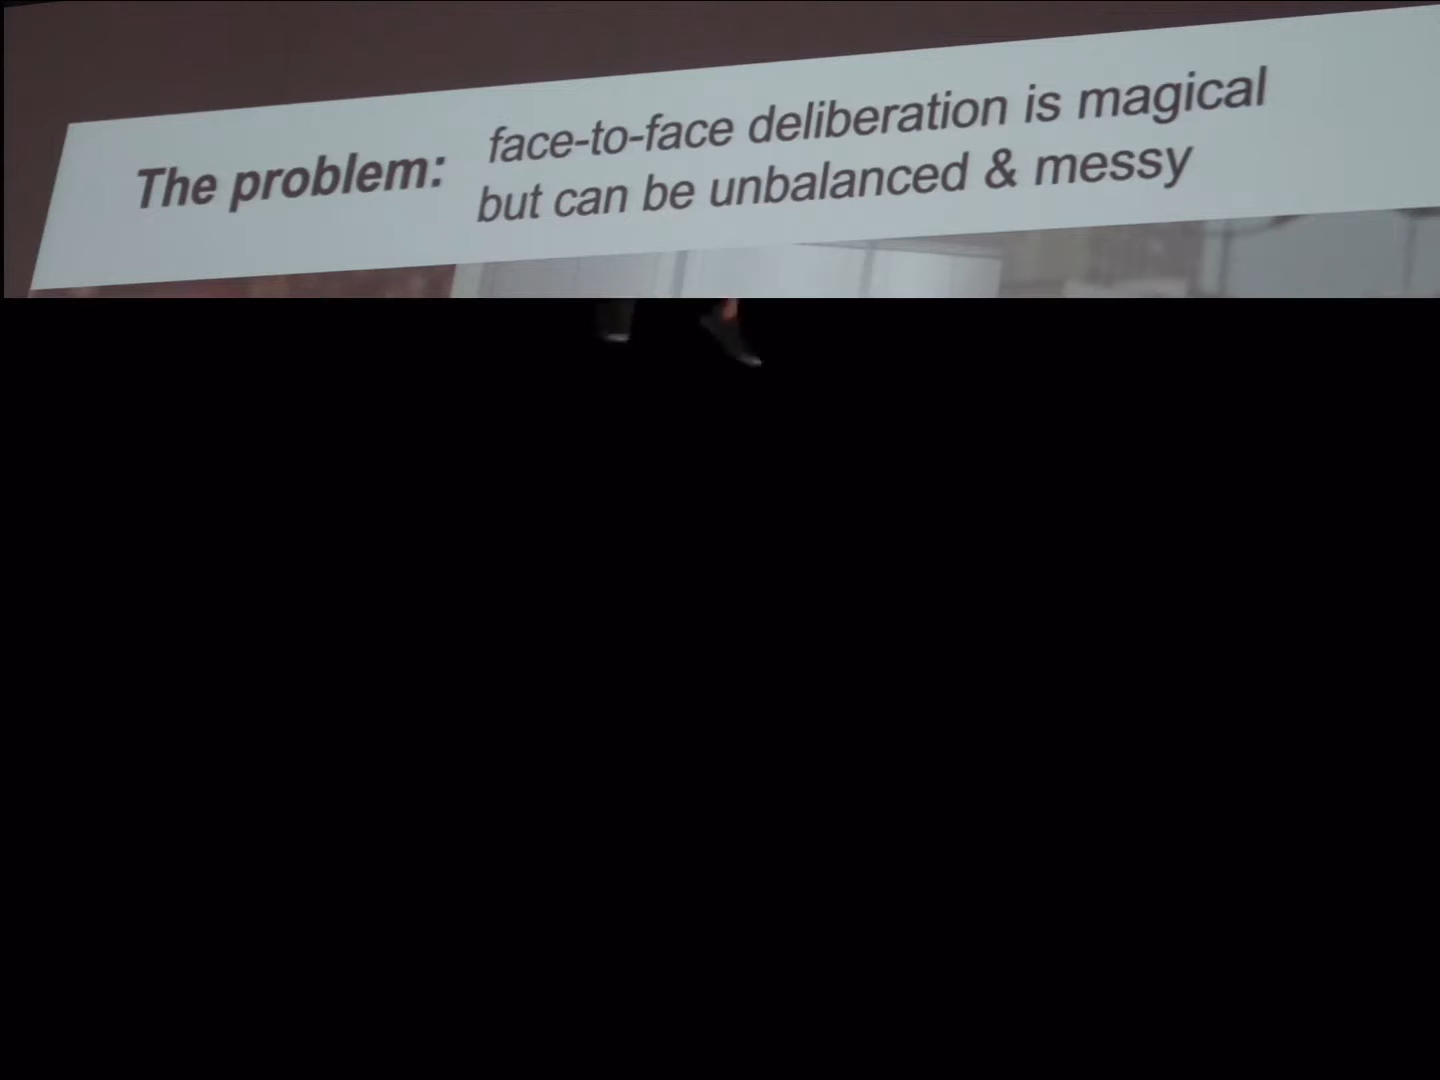 The problem:
face-to-face deliberation is magical
but can be unbalanced & messy